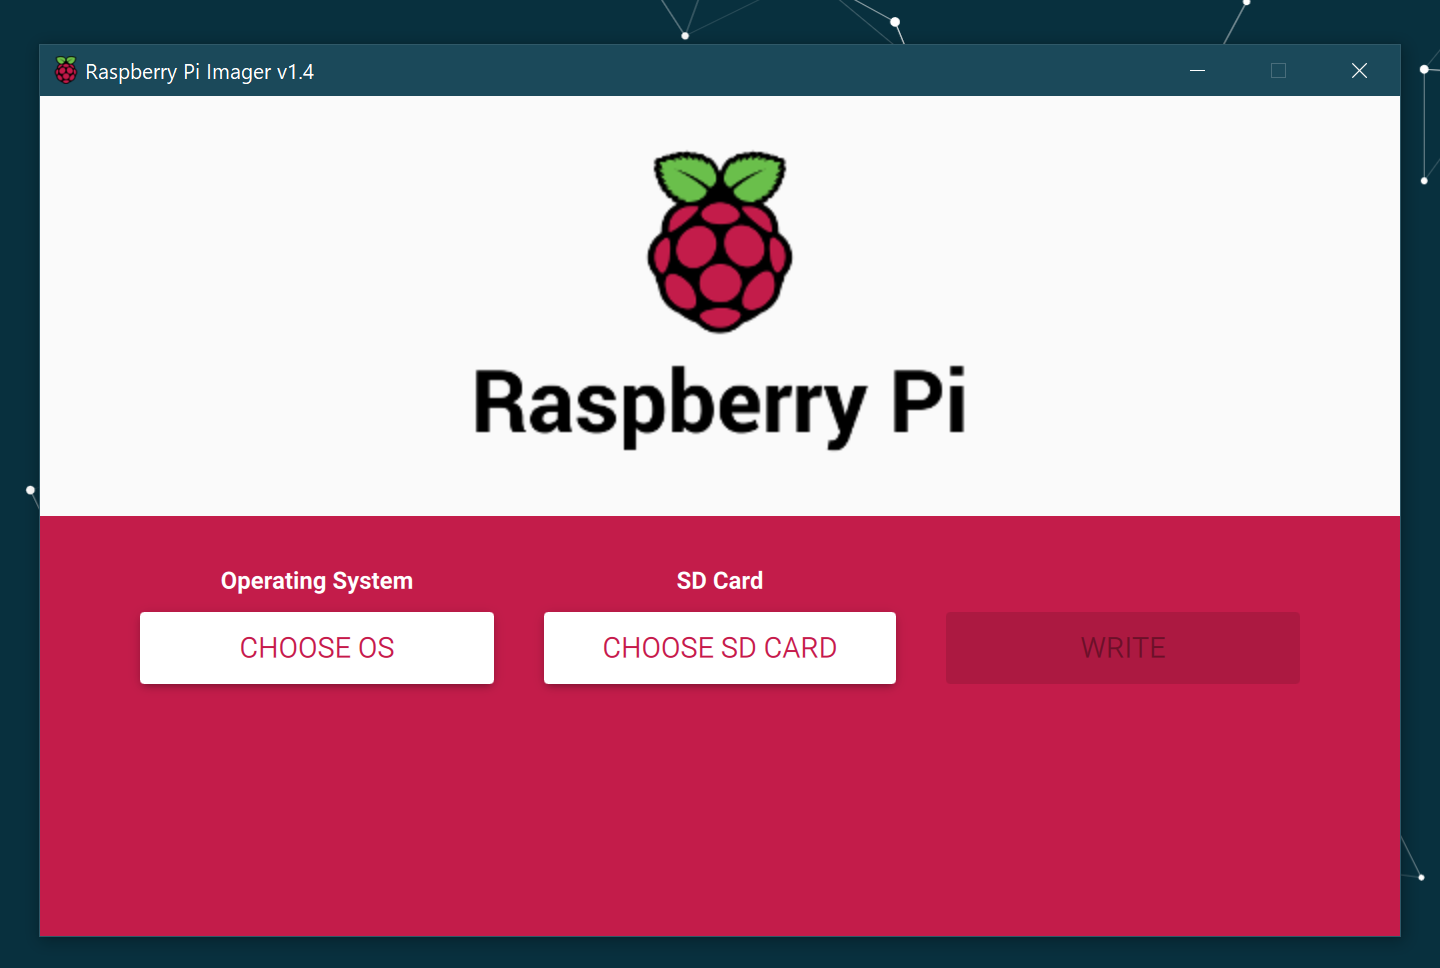 Raspberry Pi Imager v1.4
Raspberry Pi
Operating System
SD Card
CHOOSE OS
CHOOSE SD CARD
WRITE